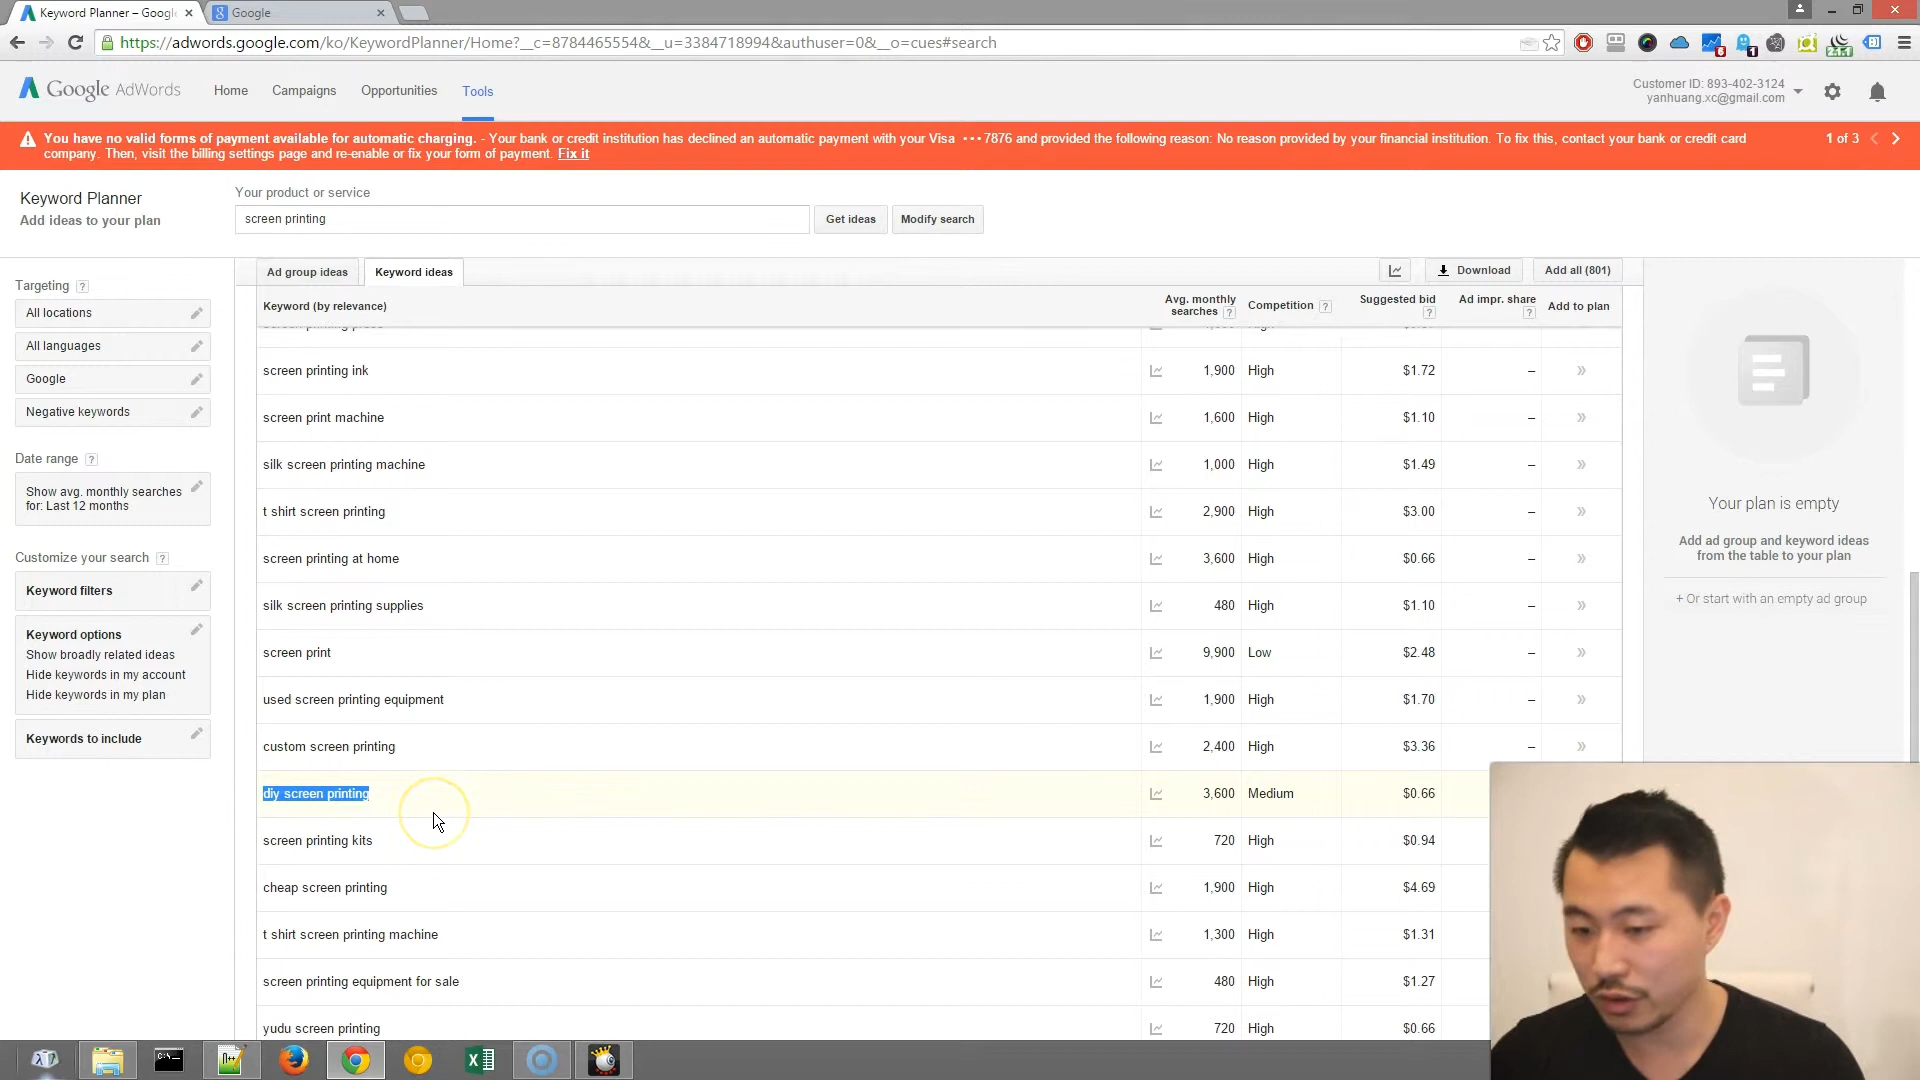 Keyword Planner – Google
Google
https://adwords.google.com/ko/KeywordPlanner/Home?__c=8784465554&__u=3384718994&authuser=0&__o=cues#search
Google AdWords
Home
Campaigns
Opportunities
Tools
Customer ID: 893-402-3124
yanhuang.xc@gmail.com
You have no valid forms of payment available for automatic charging. - Your bank or credit institution has declined an automatic payment with your Visa •••7876 and provided the following reason: No reason provided by your financial institution. To fix this, contact your bank or credit card
company. Then, visit the billing settings page and re-enable or fix your form of payment. Fix it
1 of 3
Keyword Planner
Add ideas to your plan
Your product or service
screen printing
Get ideas
Modify search
Targeting ?
All locations
All languages
Google
Negative keywords
Date range ?
Show avg. monthly searches
for: Last 12 months
Customize your search ?
Keyword filters
Keyword options
Show broadly related ideas
Hide keywords in my account
Hide keywords in my plan
Keywords to include
Ad group ideas
Keyword ideas
Download
Add all (801)
Keyword (by relevance)
Avg. monthly
searches ?
Competition ?
Suggested bid
?
Ad impr. share
?
Add to plan
screen printing ink 1,900 High $1.72 – »
screen print machine 1,600 High $1.10 – »
silk screen printing machine 1,000 High $1.49 – »
t shirt screen printing 2,900 High $3.00 – »
screen printing at home 3,600 High $0.66 – »
silk screen printing supplies 480 High $1.10 – »
screen print 9,900 Low $2.48 – »
used screen printing equipment 1,900 High $1.70 – »
custom screen printing 2,400 High $3.36 – »
diy screen printing 3,600 Medium $0.66
screen printing kits 720 High $0.94
cheap screen printing 1,900 High $4.69
t shirt screen printing machine 1,300 High $1.31
screen printing equipment for sale 480 High $1.27
yudu screen printing 720 High $0.66
Your plan is empty
Add ad group and keyword ideas
from the table to your plan
+ Or start with an empty ad group